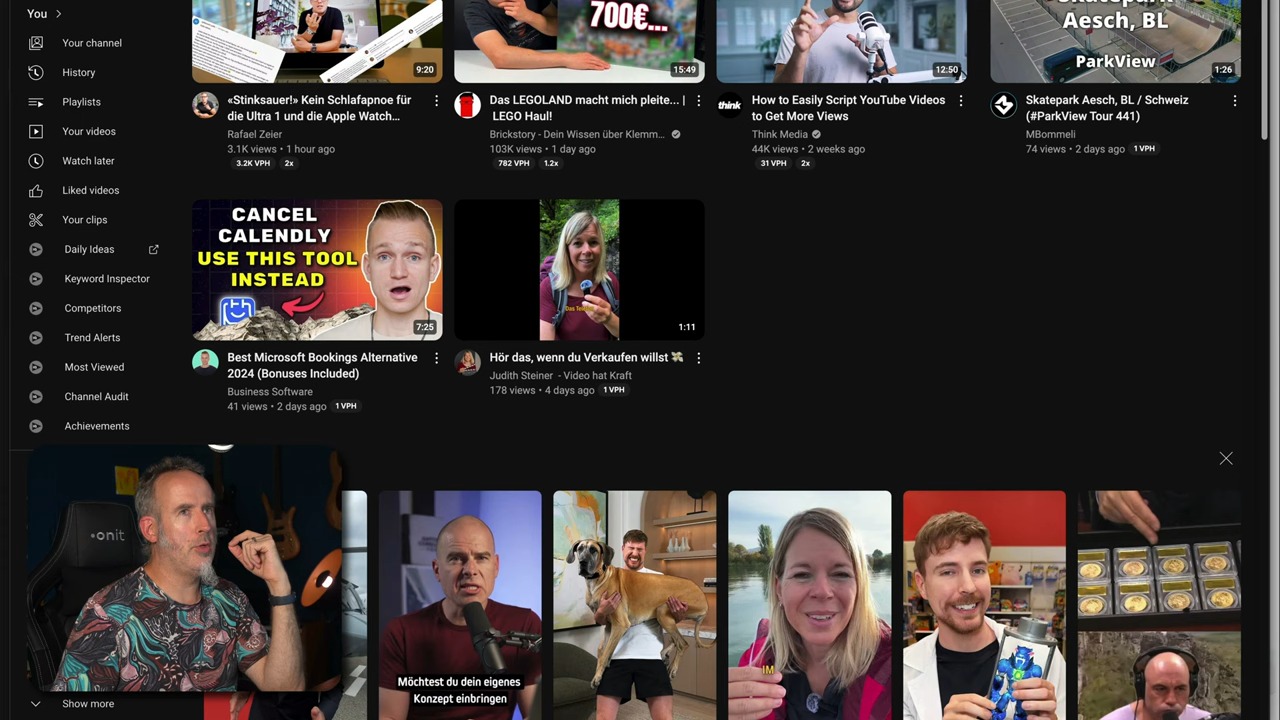 You
Your channel
History
Playlists
Your videos
Watch later
Liked videos
Your clips
Daily Ideas
Keyword Inspector
Competitors
Trend Alerts
Most Viewed
Channel Audit
Achievements
Show more
9:20
«Stinksauer!» Kein Schlafapnoe für
die Ultra 1 und die Apple Watch…
Rafael Zeier
3.1K views • 1 hour ago
3.2K VPH 2x
700€...
15:49
Das LEGOLAND macht mich pleite... |
LEGO Haul!
Brickstory - Dein Wissen über Klemm...
103K views • 1 day ago
782 VPH 1.2x
12:50
think
How to Easily Script YouTube Videos
to Get More Views
Think Media
44K views • 2 weeks ago
31 VPH 2x
Skatepark
Aesch, BL
ParkView
1:26
Skatepark Aesch, BL / Schweiz
(#ParkView Tour 441)
MBommeli
74 views • 2 days ago 1 VPH
CANCEL
CALENDLY
USE THIS TOOL
INSTEAD
7:25
Best Microsoft Bookings Alternative
2024 (Bonuses Included)
Business Software
41 views • 2 days ago 1 VPH
1:11
Hör das, wenn du Verkaufen willst 💸
Judith Steiner - Video hat Kraft
178 views • 4 days ago 1 VPH
onit
Möchtest du dein eigenes
Konzept einbringen
IM